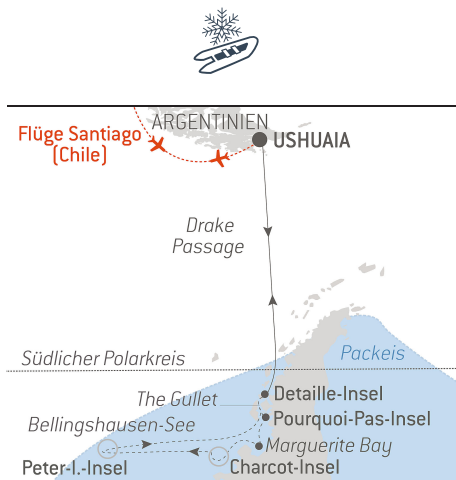 ARGENTINIEN
Flüge Santiago
(Chile)
USHUAIA
Drake
Passage
Südlicher Polarkreis
Packeis
The Gullet
Detaille-Insel
Bellingshausen-See
Pourquoi-Pas-Insel
Marguerite Bay
Peter-I.-Insel
Charcot-Insel